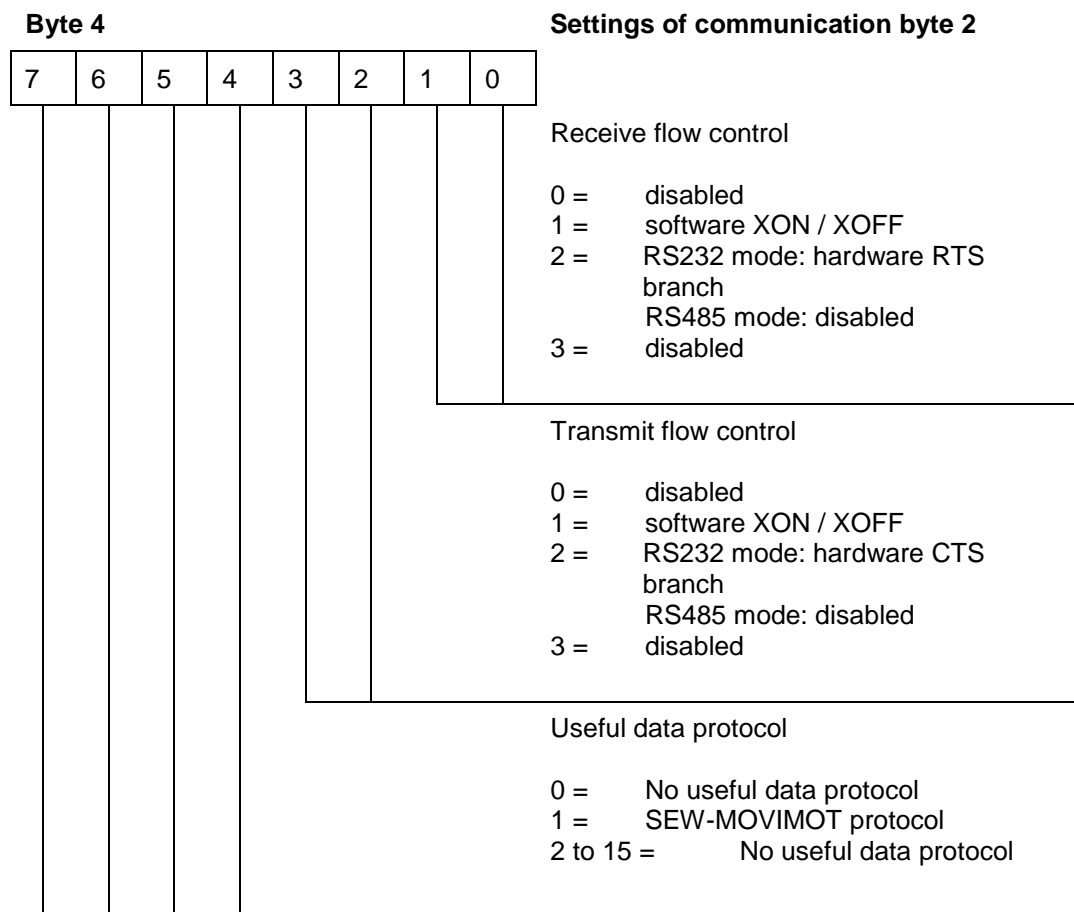 Byte 4 Settings of communication byte 2
7 6 5 4 3 2 1 0
Receive flow control
0 = disabled
1 = software XON / XOFF
2 = RS232 mode: hardware RTS
branch
RS485 mode: disabled
3 = disabled
Transmit flow control
0 = disabled
1 = software XON / XOFF
2 = RS232 mode: hardware CTS
branch
RS485 mode: disabled
3 = disabled
Useful data protocol
0 = No useful data protocol
1 = SEW-MOVIMOT protocol
2 to 15 = No useful data protocol